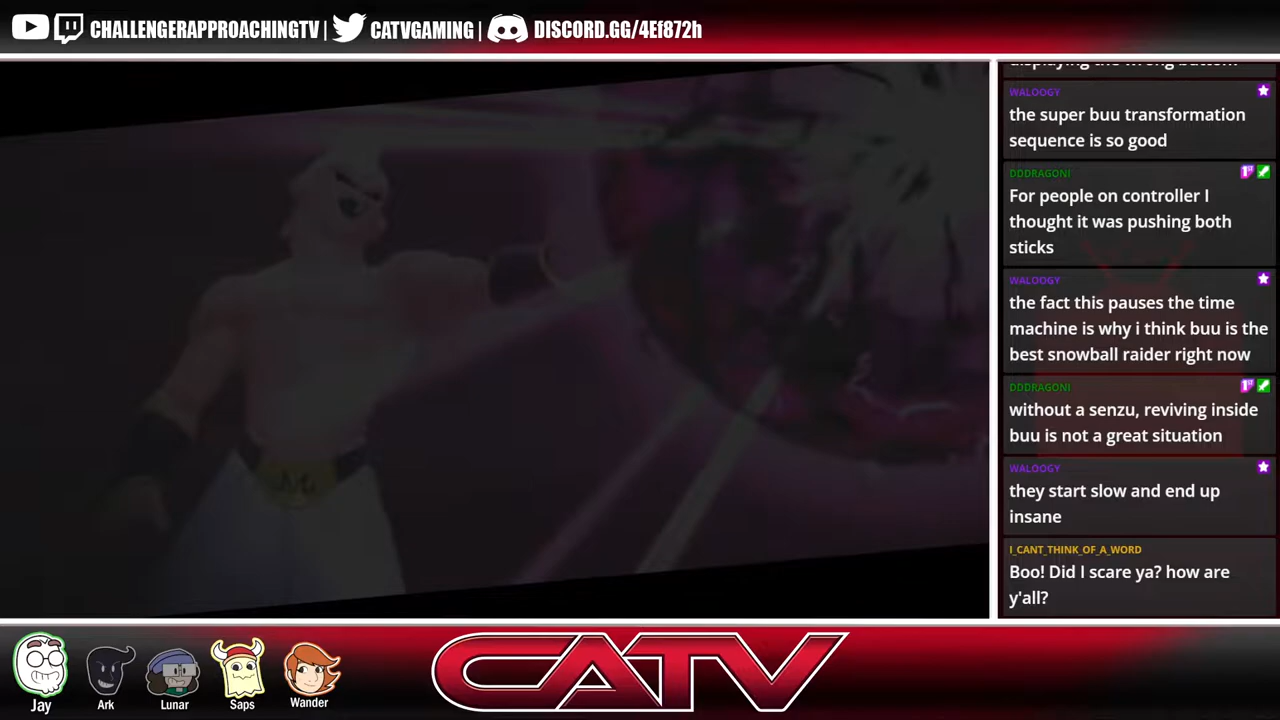 CHALLENGERAPPROACHINGTV | CATVGAMING | DISCORD.GG/4Ef872h
WALOOGY
the super buu transformation
sequence is so good
DDDRAGONI
For people on controller I
thought it was pushing both
sticks
WALOOGY
the fact this pauses the time
machine is why i think buu is the
best snowball raider right now
DDDRAGONI
without a senzu, reviving inside
buu is not a great situation
WALOOGY
they start slow and end up
insane
I_CANT_THINK_OF_A_WORD
Boo! Did I scare ya? how are
y'all?
M
Jay
Ark
Lunar
Saps
Wander
CATV